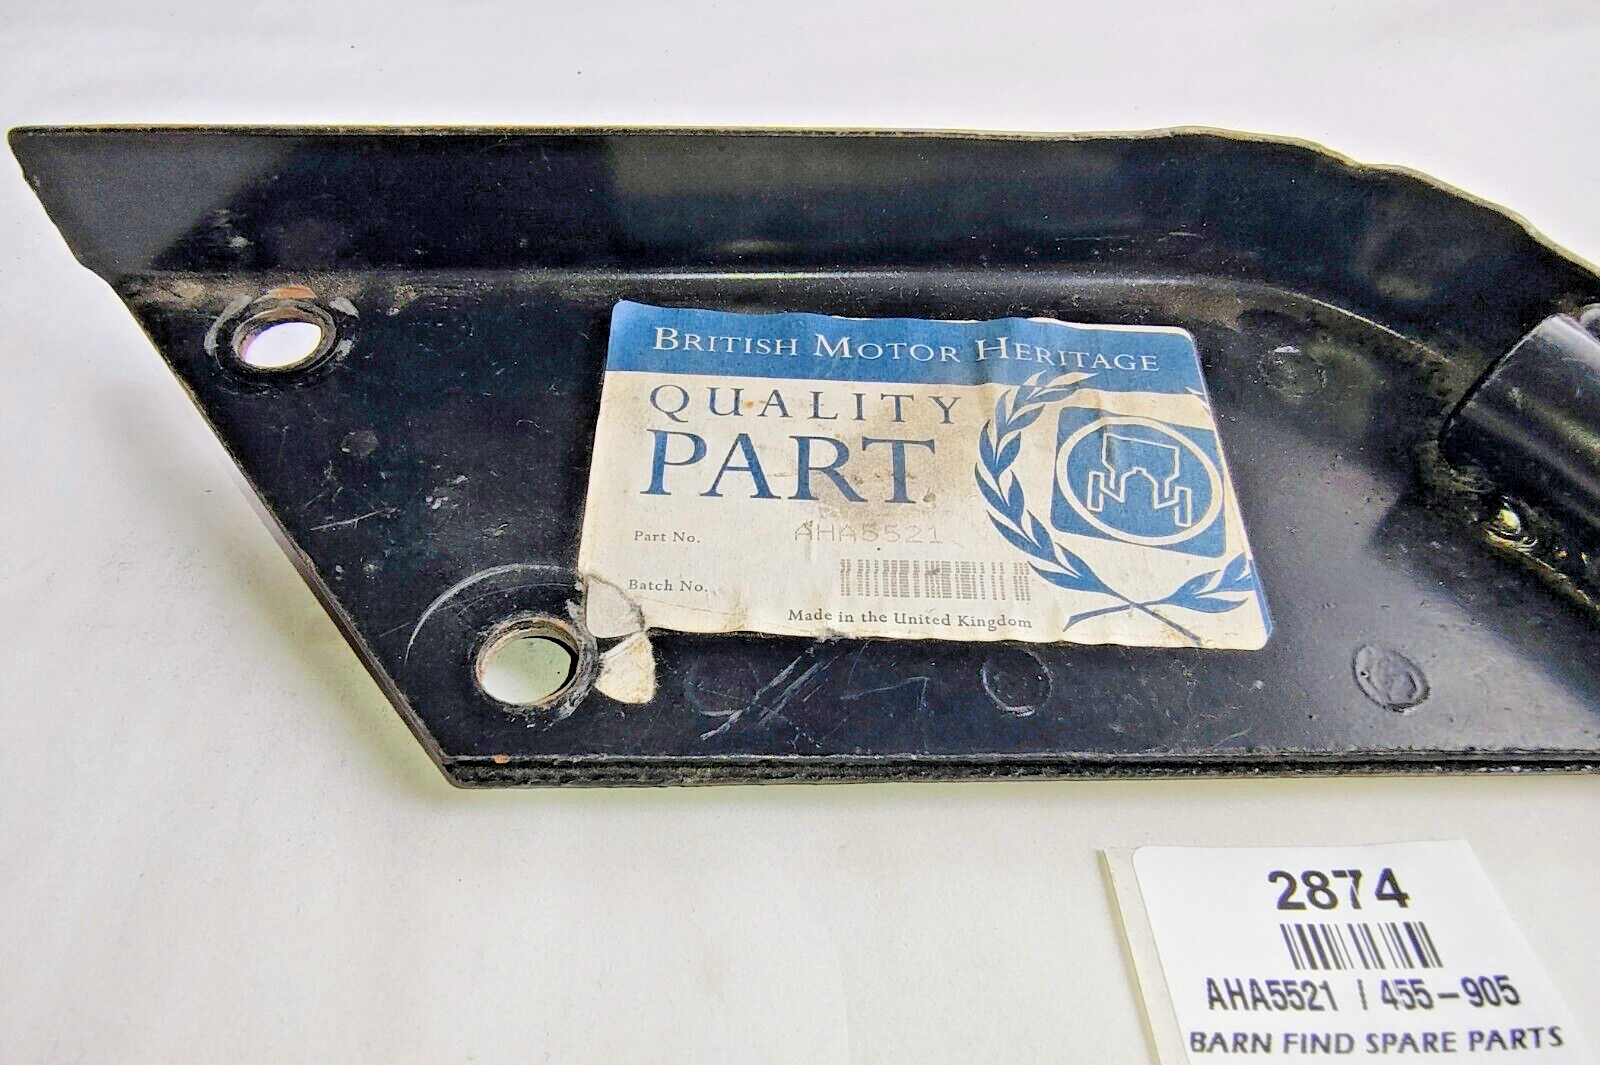 BRITISH MOTOR HERITAGE
QUALITY
PART
Part No. AHA5521
Batch No.
Made in the United Kingdom
2874
AHA5521 / 455-905
BARN FIND SPARE PARTS